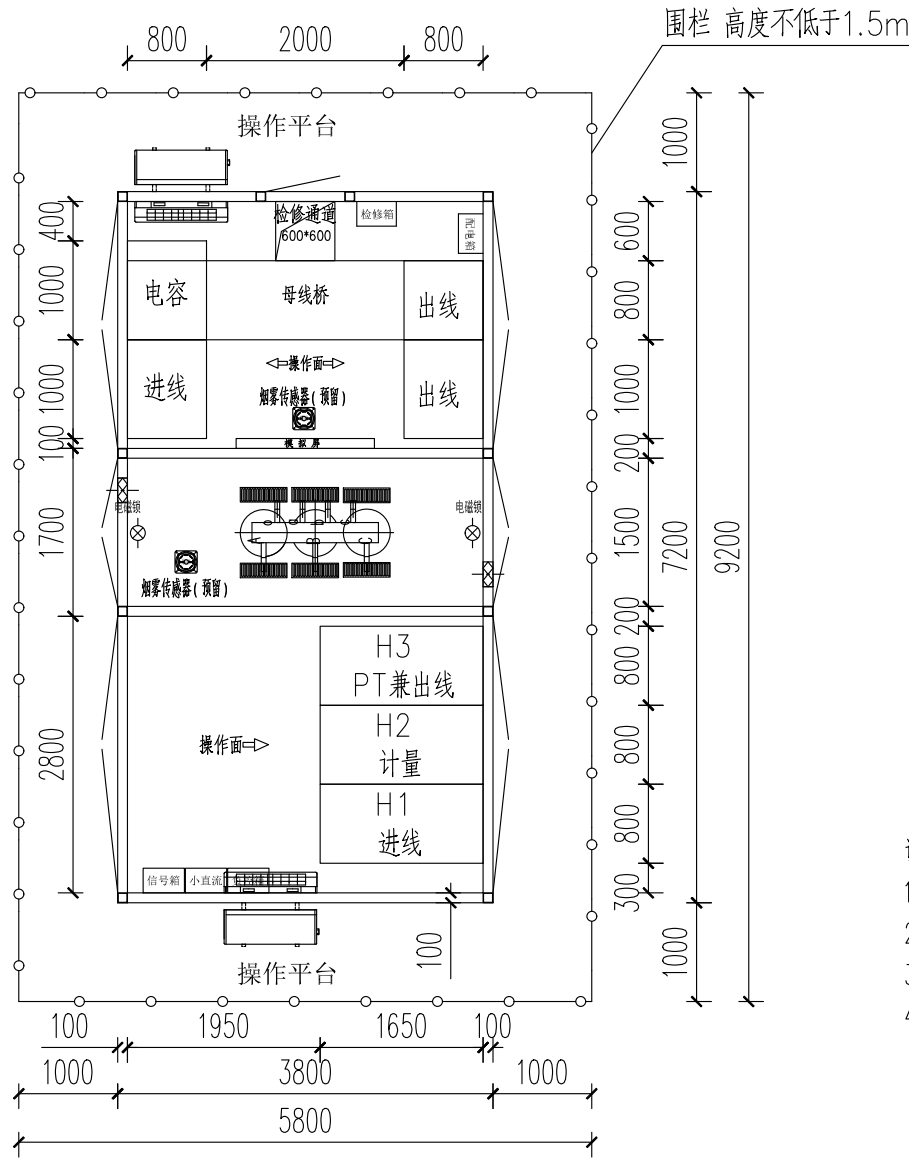 围栏 高度不低于1.5m
800
2000
800
操作平台
1000
400
检修通道
600*600
检修箱
配电箱
600
1000
电容
母线桥
出线
800
1000
进线
操作面
出线
1000
烟雾传感器(预留)
模拟屏
100
200
电磁锁
电磁锁
1700
1500
7200
9200
烟雾传感器(预留)
200
H3
PT兼出线
800
2800
操作面
H2
计量
800
H1
进线
800
信号箱
小直流
300
100
操作平台
1000
1
2
3
4
100
1950
1650
100
1000
3800
1000
5800